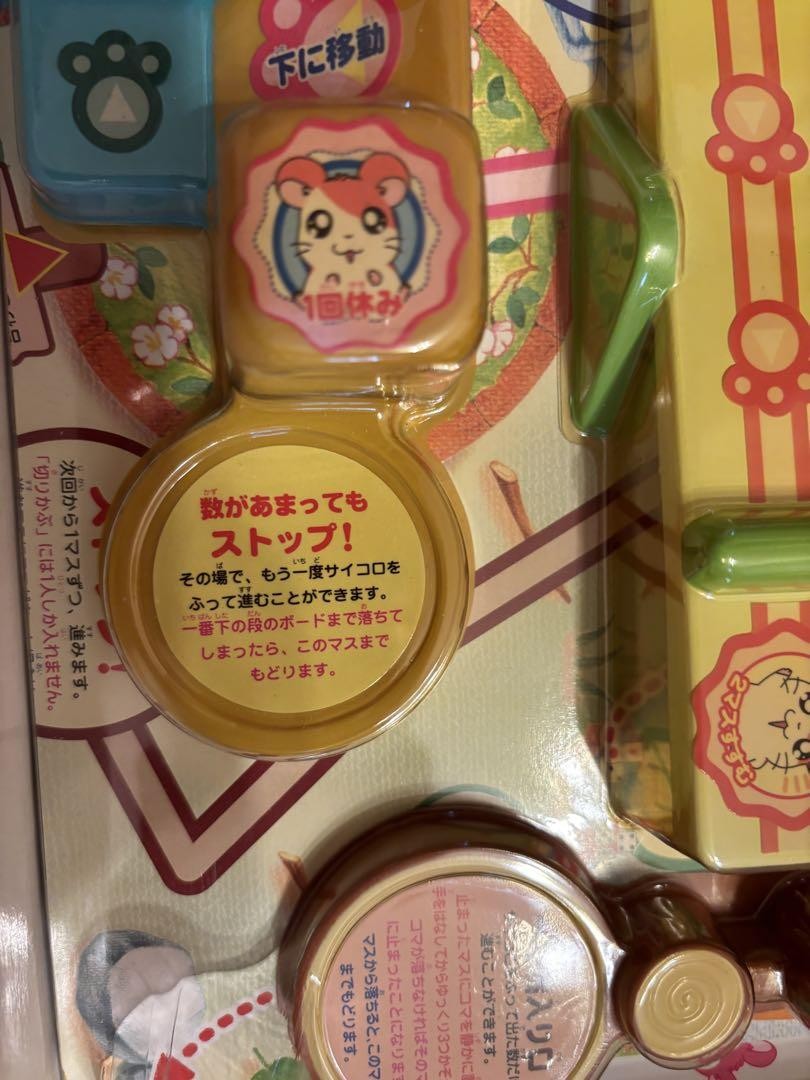 下に移動
1回休み
数があまっても
ストップ!
その場で、もう一度サイコロを
ふって進むことができます。
一番下の段のボードまで落ちて
しまったら、このマスまで
もどります。
次回から1マスずつ、進みます。
「切りかぶ」には1人しか入れません。
2マスすすむ
入り口
進むことができます。
止まったマスにコマを静かに
手をはなしてからゆっくり3つかぞ
コマが落ちなければそのマ
に止まったことになりま
マスから落ちると、このマ
までもどります。